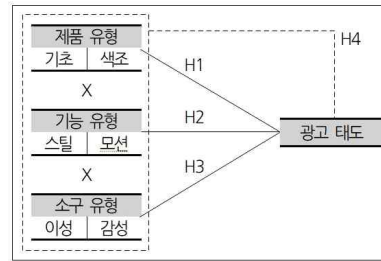 제품 유형
기초 색조
H1
H4
X
기능 유형
스틸 모션
H2
광고 태도
X
H3
소구 유형
이성 감성